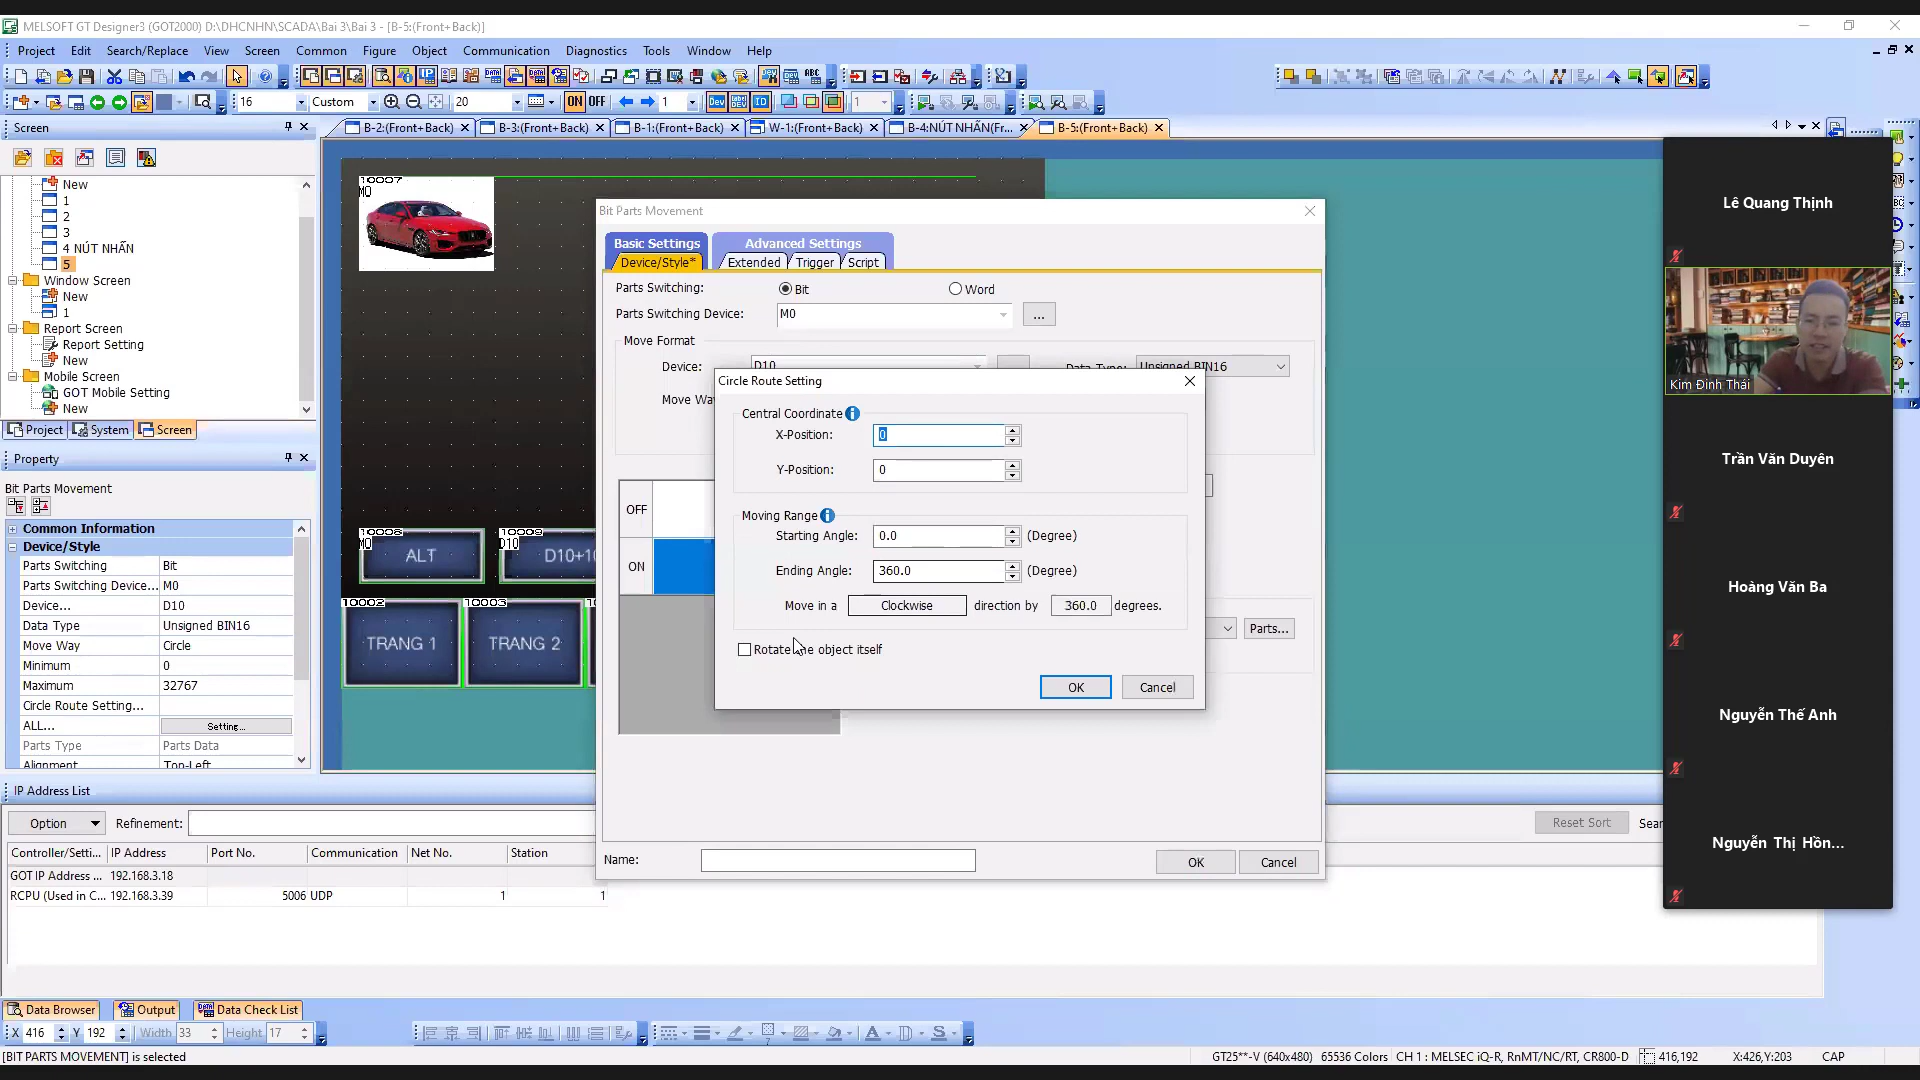 MELSOFT GT Designer3 (GOT2000) D:\DHCNHN\SCADA\Bai 3\Bai 3 - [B-5:(Front+Back)]
Project Edit Search/Replace View Screen Common Figure Object Communication Diagnostics Tools Window Help
16 Custom 20 ON OFF 1 Dev ID 1
Screen
B-2:(Front+Back) B-3:(Front+Back) B-1:(Front+Back) W-1:(Front+Back) B-4:NÚT NHẤN(Fr... B-5:(Front+Back)
New
1
2
3
4 NÚT NHẤN
5
Window Screen
New
1
Report Screen
Report Setting
New
Mobile Screen
GOT Mobile Setting
New
Project System Screen
Property
Bit Parts Movement
Common Information
Device/Style
Parts Switching Bit
Parts Switching Device... M0
Device... D10
Data Type Unsigned BIN16
Move Way Circle
Minimum 0
Maximum 32767
Circle Route Setting...
ALL... Setting...
Parts Type Parts Data
Alignment Top-Left
10007
M0
10008
M0
ALT
10009
D10
D10+10
10002
TRANG 1
10003
TRANG 2
Bit Parts Movement
Basic Settings Advanced Settings
Device/Style* Extended Trigger Script
Parts Switching: Bit Word
Parts Switching Device: M0 ...
Move Format
Device: D10 Data Type: Unsigned BIN16
Move Way
OFF
ON
Parts...
Name:
OK Cancel
Circle Route Setting
Central Coordinate
X-Position: 0
Y-Position: 0
Moving Range
Starting Angle: 0.0 (Degree)
Ending Angle: 360.0 (Degree)
Move in a Clockwise direction by 360.0 degrees.
Rotate the object itself
OK Cancel
Lê Quang Thịnh
Kim Đình Thái
Trần Văn Duyên
Hoàng Văn Ba
Nguyễn Thế Anh
Nguyễn Thị Hồn...
IP Address List
Option Refinement: Reset Sort Sear
Controller/Setti... IP Address Port No. Communication Net No. Station
GOT IP Address ... 192.168.3.18
RCPU (Used in C... 192.168.3.39 5006 UDP 1 1
Data Browser Output Data Check List
X 416 Y 192 Width 33 Height 17
[BIT PARTS MOVEMENT] is selected
GT25**-V (640x480) 65536 Colors CH 1 : MELSEC iQ-R, RnMT/NC/RT, CR800-D 416,192 X:426,Y:203 CAP